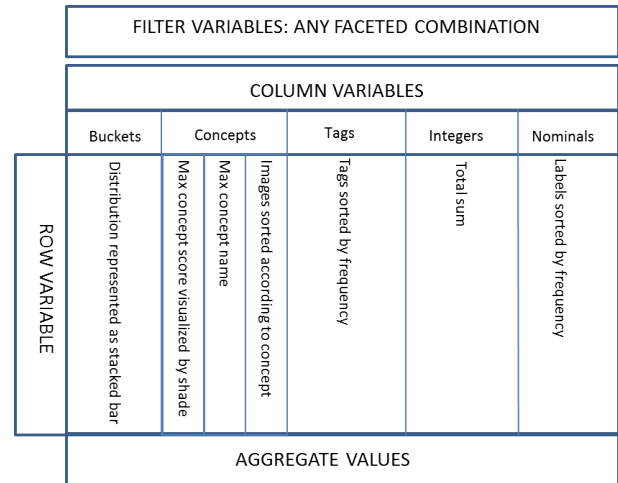 FILTER VARIABLES: ANY FACETED COMBINATION
COLUMN VARIABLES
Buckets
Concepts
Tags
Integers
Nominals
ROW VARIABLE
Distribution represented as stacked bar
Max concept score visualized by shade
Max concept name
Images sorted according to concept
Tags sorted by frequency
Total sum
Labels sorted by frequency
AGGREGATE VALUES